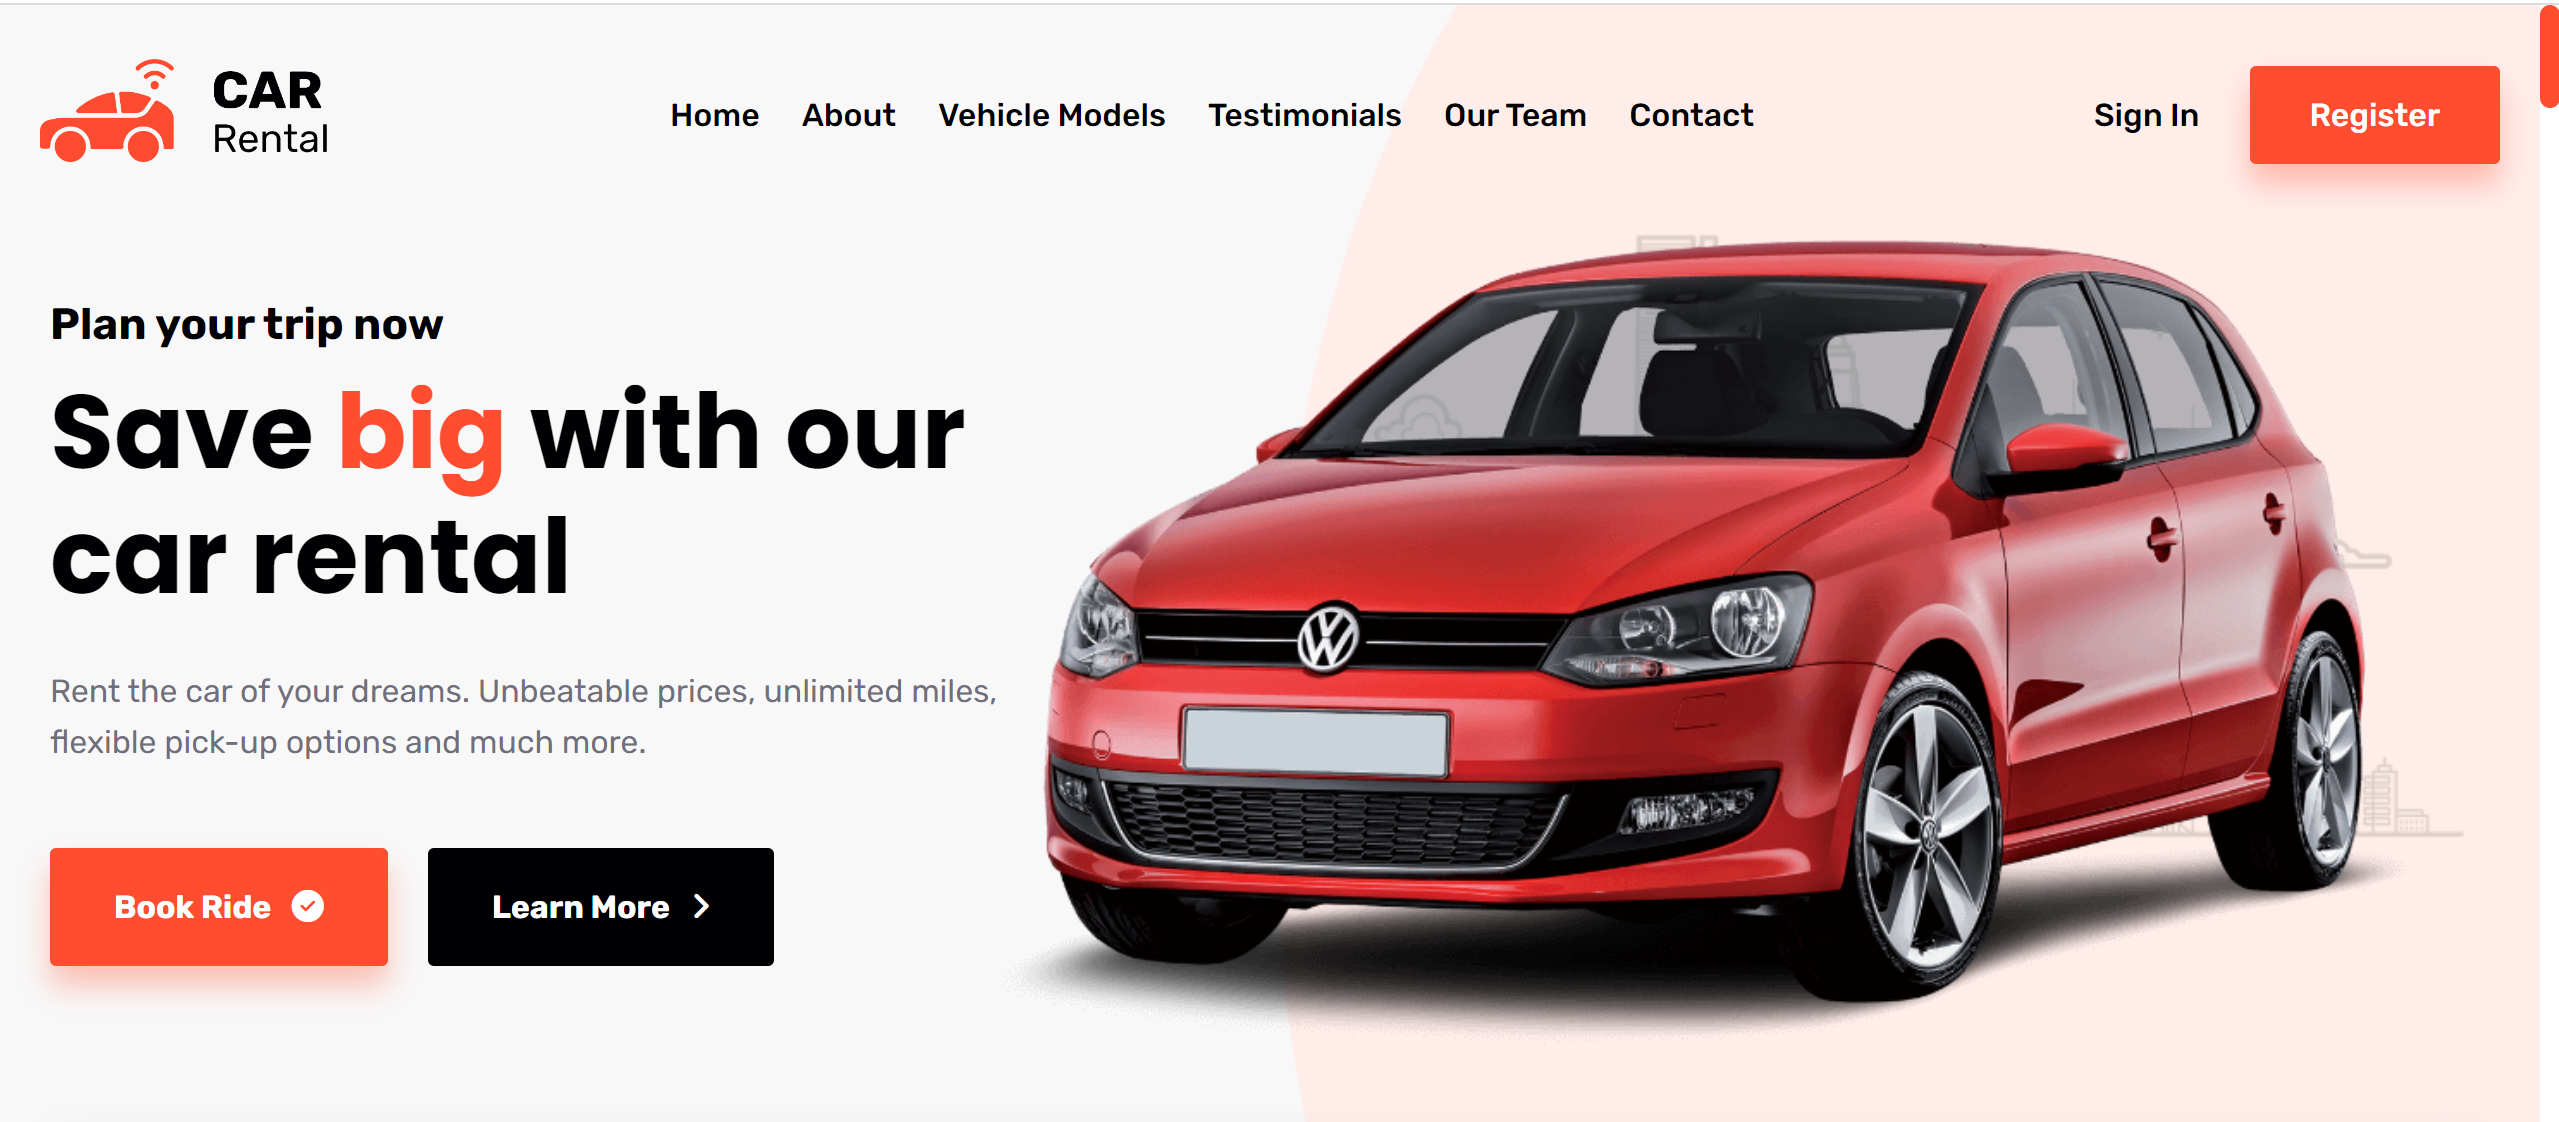 CAR
Rental
Home About Vehicle Models Testimonials Our Team Contact
Sign In
Register
Plan your trip now
Save big with our
car rental
Rent the car of your dreams. Unbeatable prices, unlimited miles,
flexible pick-up options and much more.
Book Ride
Learn More